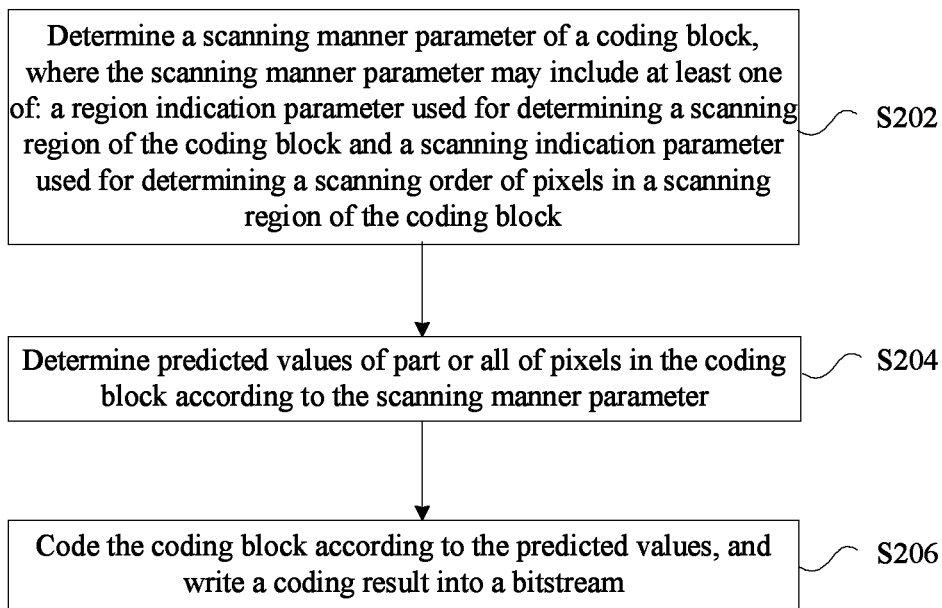 Determine a scanning manner parameter of a coding block,
where the scanning manner parameter may include at least one
of: a region indication parameter used for determining a scanning
region of the coding block and a scanning indication parameter
used for determining a scanning order of pixels in a scanning
region of the coding block
S202
Determine predicted values of part or all of pixels in the coding
block according to the scanning manner parameter
S204
Code the coding block according to the predicted values, and
write a coding result into a bitstream
S206